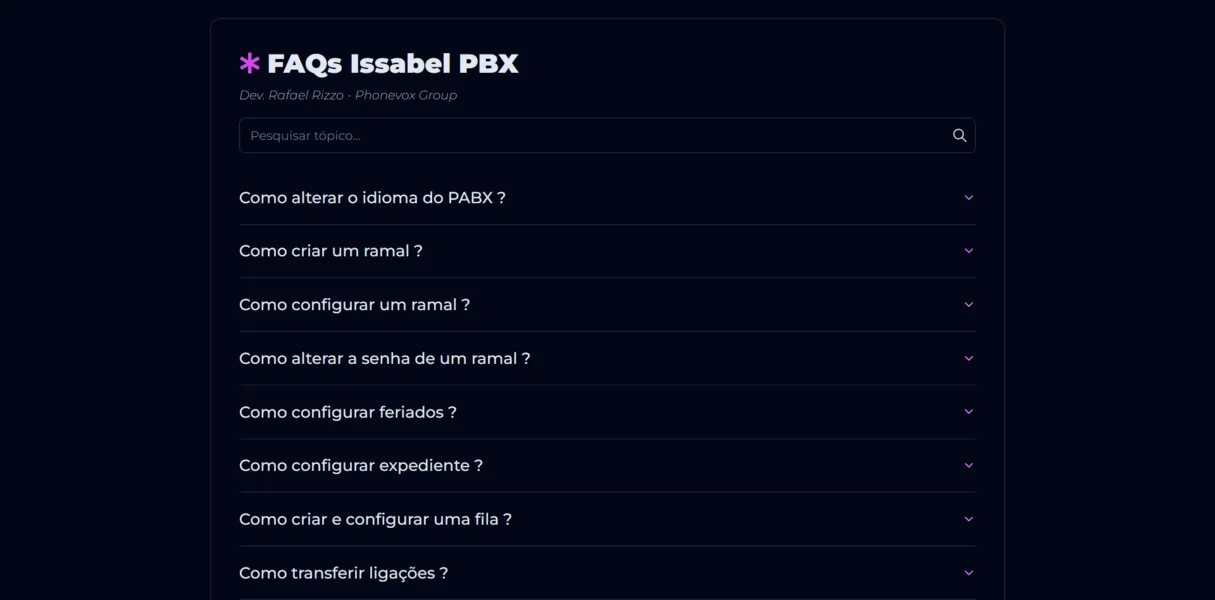 * FAQs Issabel PBX
Dev. Rafael Rizzo - Phonevox Group
Pesquisar tópico...
Como alterar o idioma do PABX ?
Como criar um ramal ?
Como configurar um ramal ?
Como alterar a senha de um ramal ?
Como configurar feriados ?
Como configurar expediente ?
Como criar e configurar uma fila ?
Como transferir ligações ?